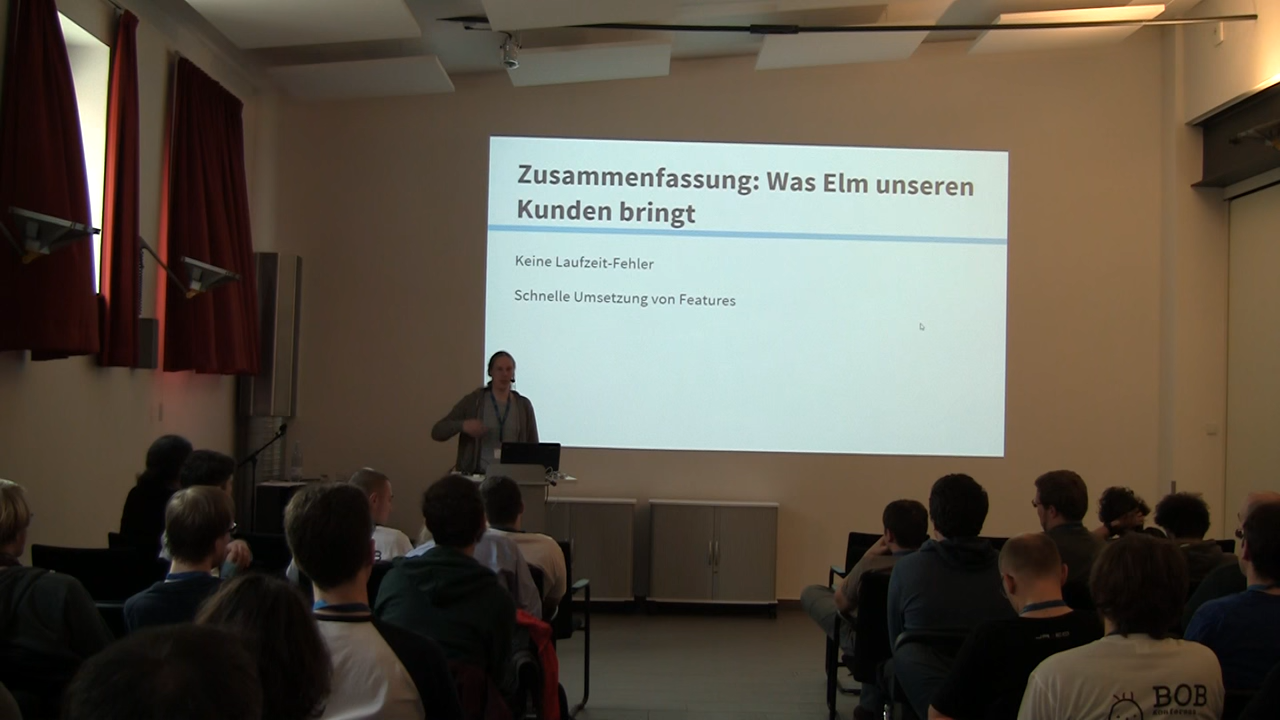 Zusammenfassung: Was Elm unseren
Kunden bringt
Keine Laufzeit-Fehler
Schnelle Umsetzung von Features
BOB